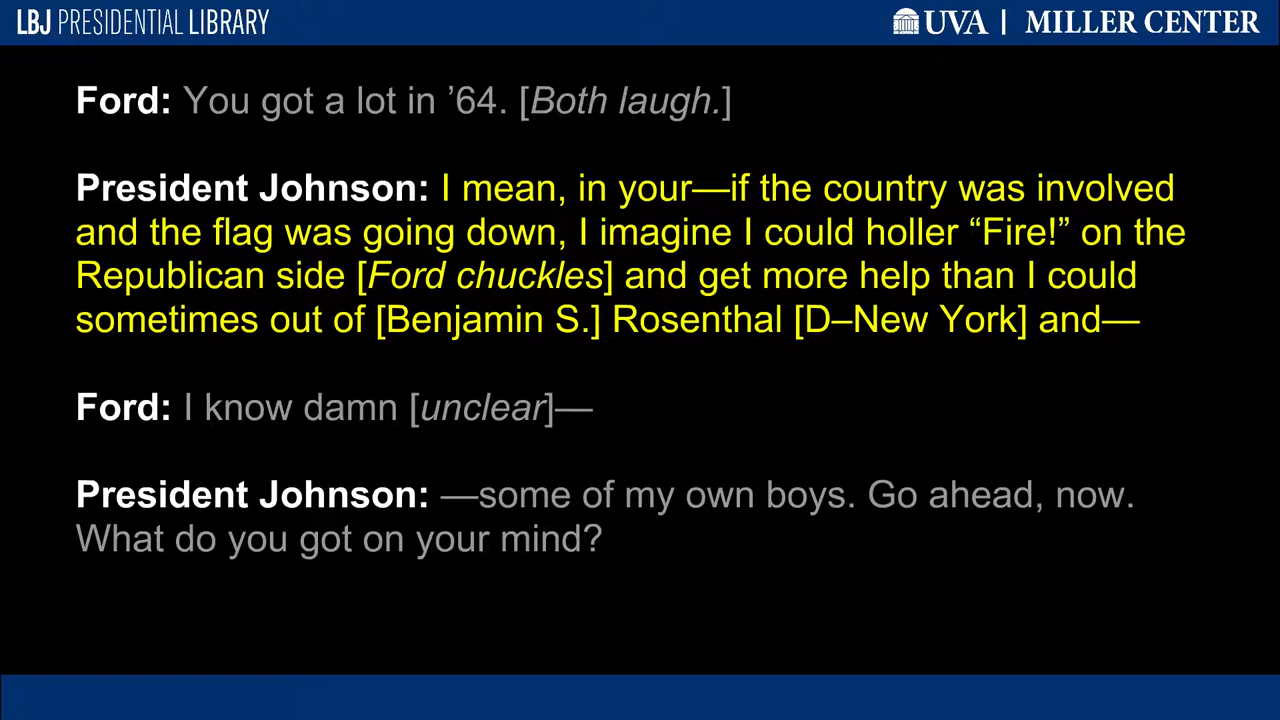 LBJ PRESIDENTIAL LIBRARY
UVA | MILLER CENTER
Ford: You got a lot in ’64. [Both laugh.]
President Johnson: I mean, in your—if the country was involved
and the flag was going down, I imagine I could holler “Fire!” on the
Republican side [Ford chuckles] and get more help than I could
sometimes out of [Benjamin S.] Rosenthal [D–New York] and—
Ford: I know damn [unclear]—
President Johnson: —some of my own boys. Go ahead, now.
What do you got on your mind?